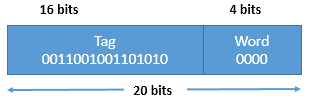 16 bits 4 bits
Tag Word
0011001001101010 0000
20 bits